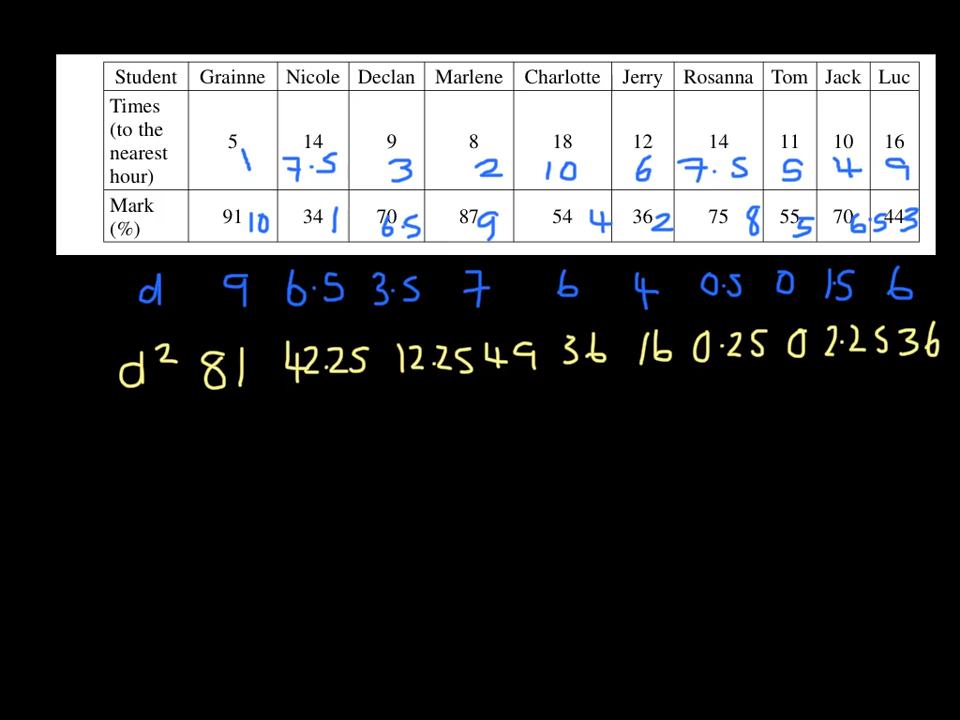 Student Grainne Nicole Declan Marlene Charlotte Jerry Rosanna Tom Jack Luc
Times
(to the
nearest
hour)
5 14 9 8 18 12 14 11 10 16
1 7.5 3 2 10 6 7.5 5 4 9
Mark
(%)
91 34 70 87 54 36 75 55 70 44
10 1 6.5 9 4 2 8 5 6.5 3
d 9 6.5 3.5 7 6 4 0.5 0 1.5 6
d² 81 42.25 12.25 49 36 16 0.25 0 2.25 36